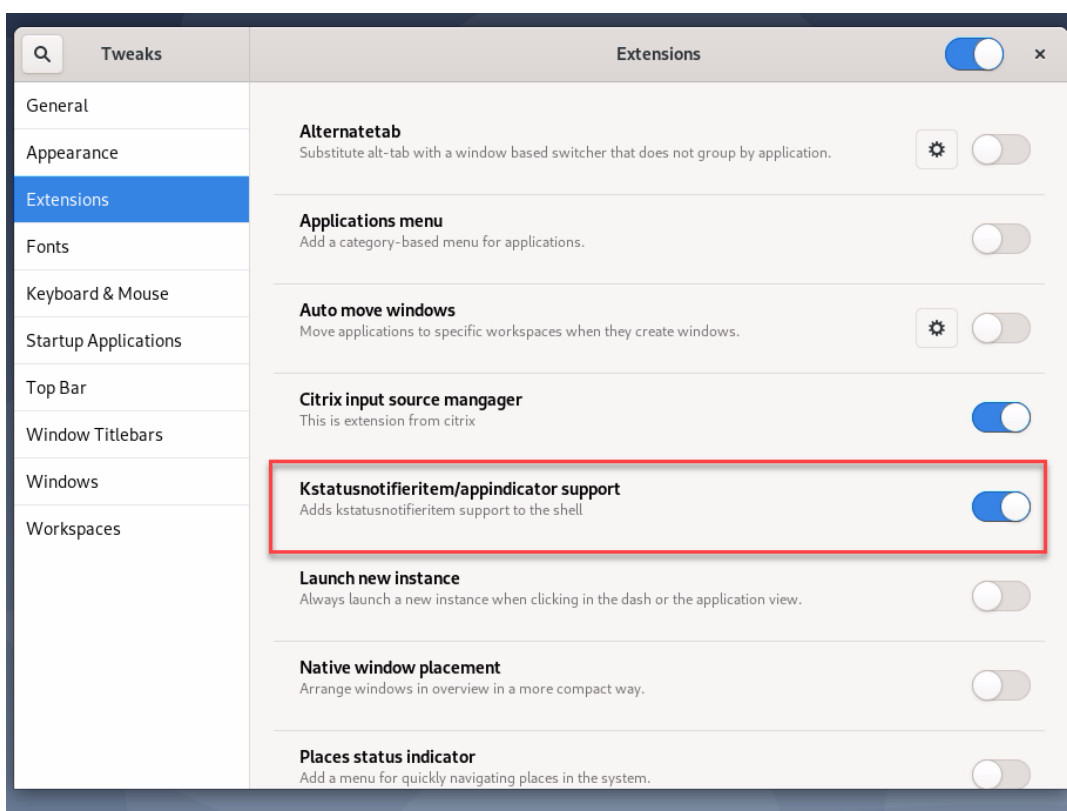 Tweaks
Extensions
General
Appearance
Extensions
Fonts
Keyboard & Mouse
Startup Applications
Top Bar
Window Titlebars
Windows
Workspaces
Alternatetab
Substitute alt-tab with a window based switcher that does not group by application.
Applications menu
Add a category-based menu for applications.
Auto move windows
Move applications to specific workspaces when they create windows.
Citrix input source mangager
This is extension from citrix
Kstatusnotifieritem/appindicator support
Adds kstatusnotifieritem support to the shell
Launch new instance
Always launch a new instance when clicking in the dash or the application view.
Native window placement
Arrange windows in overview in a more compact way.
Places status indicator
Add a menu for quickly navigating places in the system.